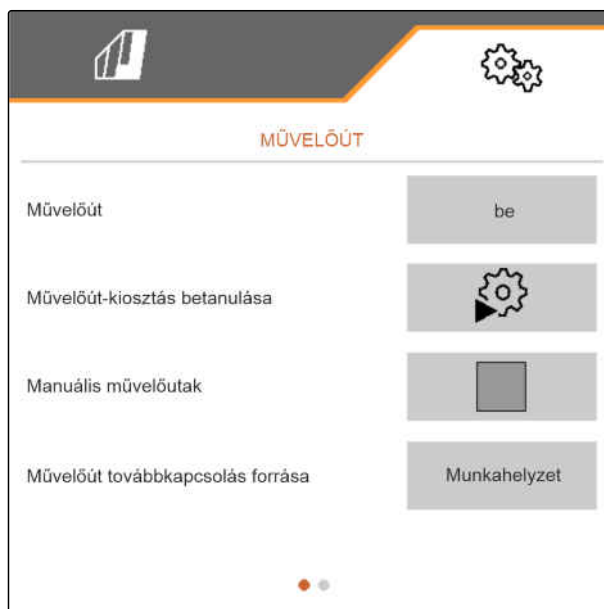 MŰVELŐÚT
Művelőút
be
Művelőút-kiosztás betanulása
Manuális művelőutak
Művelőút továbbkapcsolás forrása
Munkahelyzet